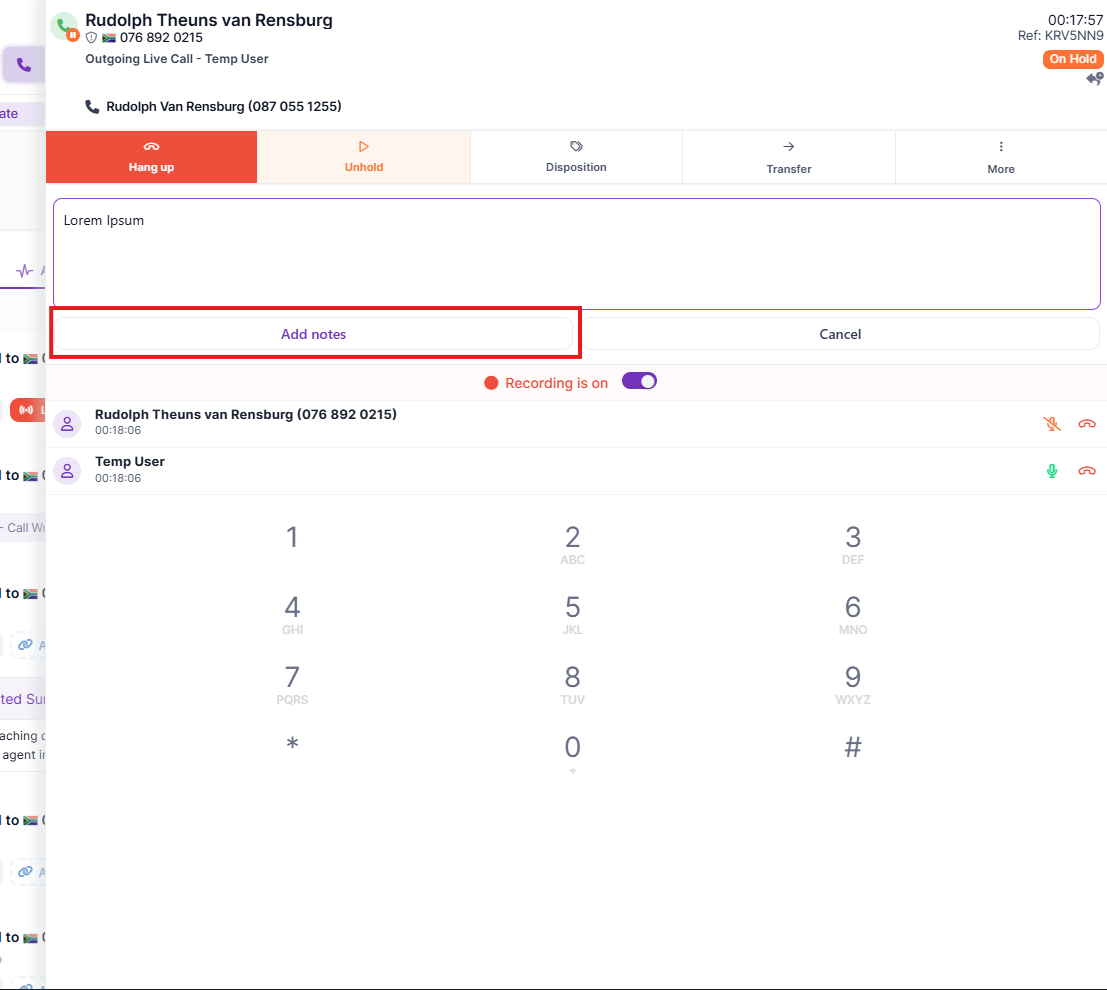 Rudolph Theuns van Rensburg
00:17:57
076 892 0215
Ref: KRV5NN9
Outgoing Live Call - Temp User
On Hold
ate
Rudolph Van Rensburg (087 055 1255)
Hang up
Unhold
Disposition
Transfer
More
Lorem Ipsum
Add notes
Cancel
to
Recording is on
Rudolph Theuns van Rensburg (076 892 0215)
00:18:06
Temp User
00:18:06
to
- Call
1
2
3
ABC
DEF
to
4
5
6
GHI
JKL
MNO
7
8
9
PQRS
TUV
WXYZ
ted
aching
agent
*
0
#
+
to
to